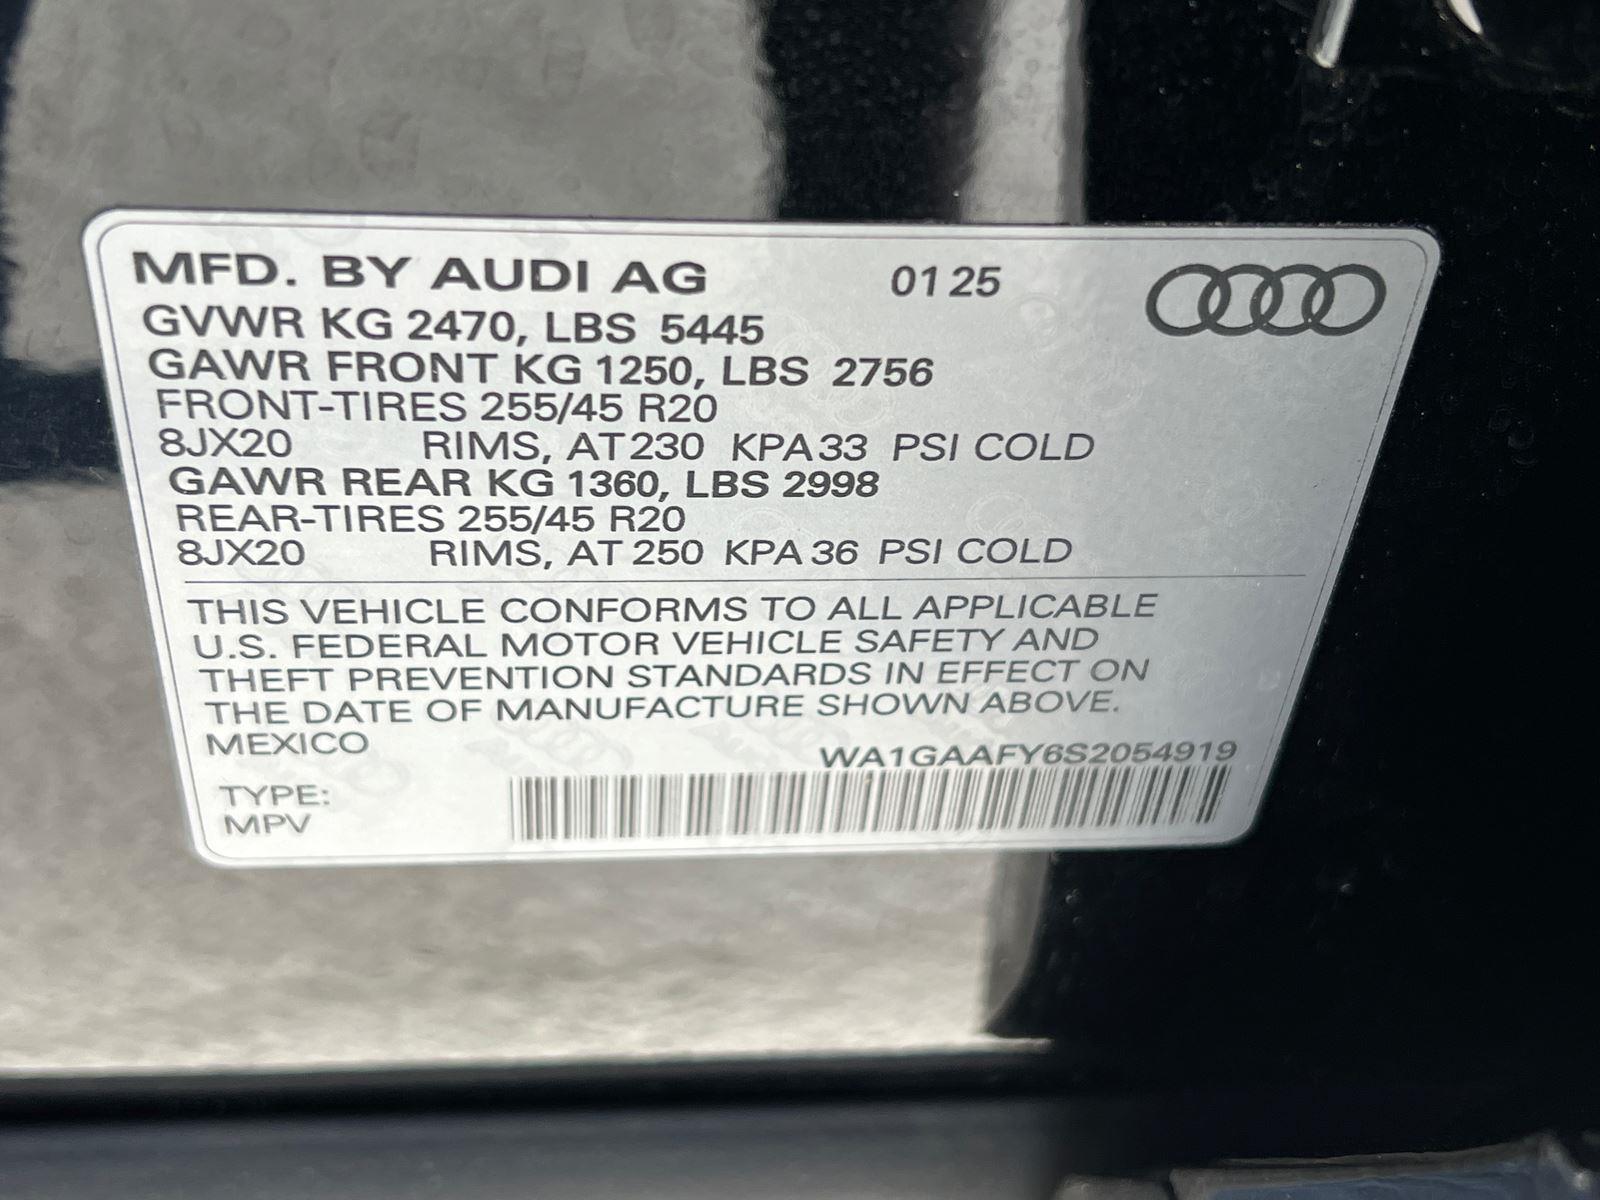 MFD. BY AUDI AG 01 25
GVWR KG 2470, LBS 5445
GAWR FRONT KG 1250, LBS 2756
FRONT-TIRES 255/45 R20
8JX20 RIMS, AT 230 KPA 33 PSI COLD
GAWR REAR KG 1360, LBS 2998
REAR-TIRES 255/45 R20
8JX20 RIMS, AT 250 KPA 36 PSI COLD
THIS VEHICLE CONFORMS TO ALL APPLICABLE
U.S. FEDERAL MOTOR VEHICLE SAFETY AND
THEFT PREVENTION STANDARDS IN EFFECT ON
THE DATE OF MANUFACTURE SHOWN ABOVE.
MEXICO WA1GAAFY6S2054919
TYPE:
MPV